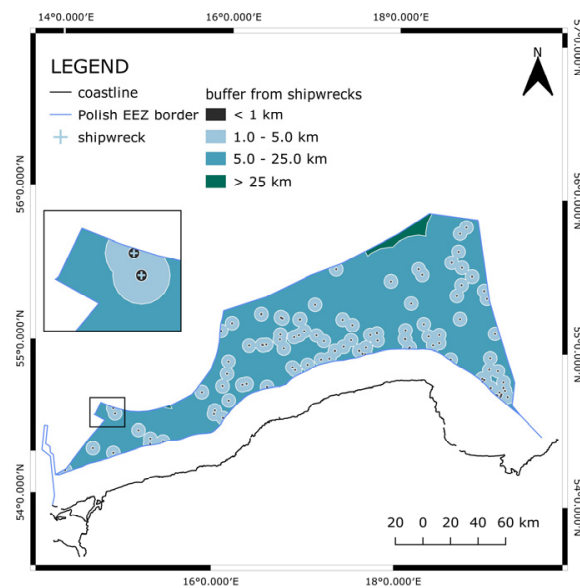 14°0.000'E
16°0.000'E
18°0.000'E
57°0.000'N
N
LEGEND
coastline
Polish EEZ border
shipwreck
buffer from shipwrecks
< 1 km
1.0 - 5.0 km
5.0 - 25.0 km
> 25 km
56°0.000'N
56°0.000'N
55°0.000'N
55°0.000'N
54°0.000'N
54°0.000'N
20 0 20 40 60 km
16°0.000'E
18°0.000'E